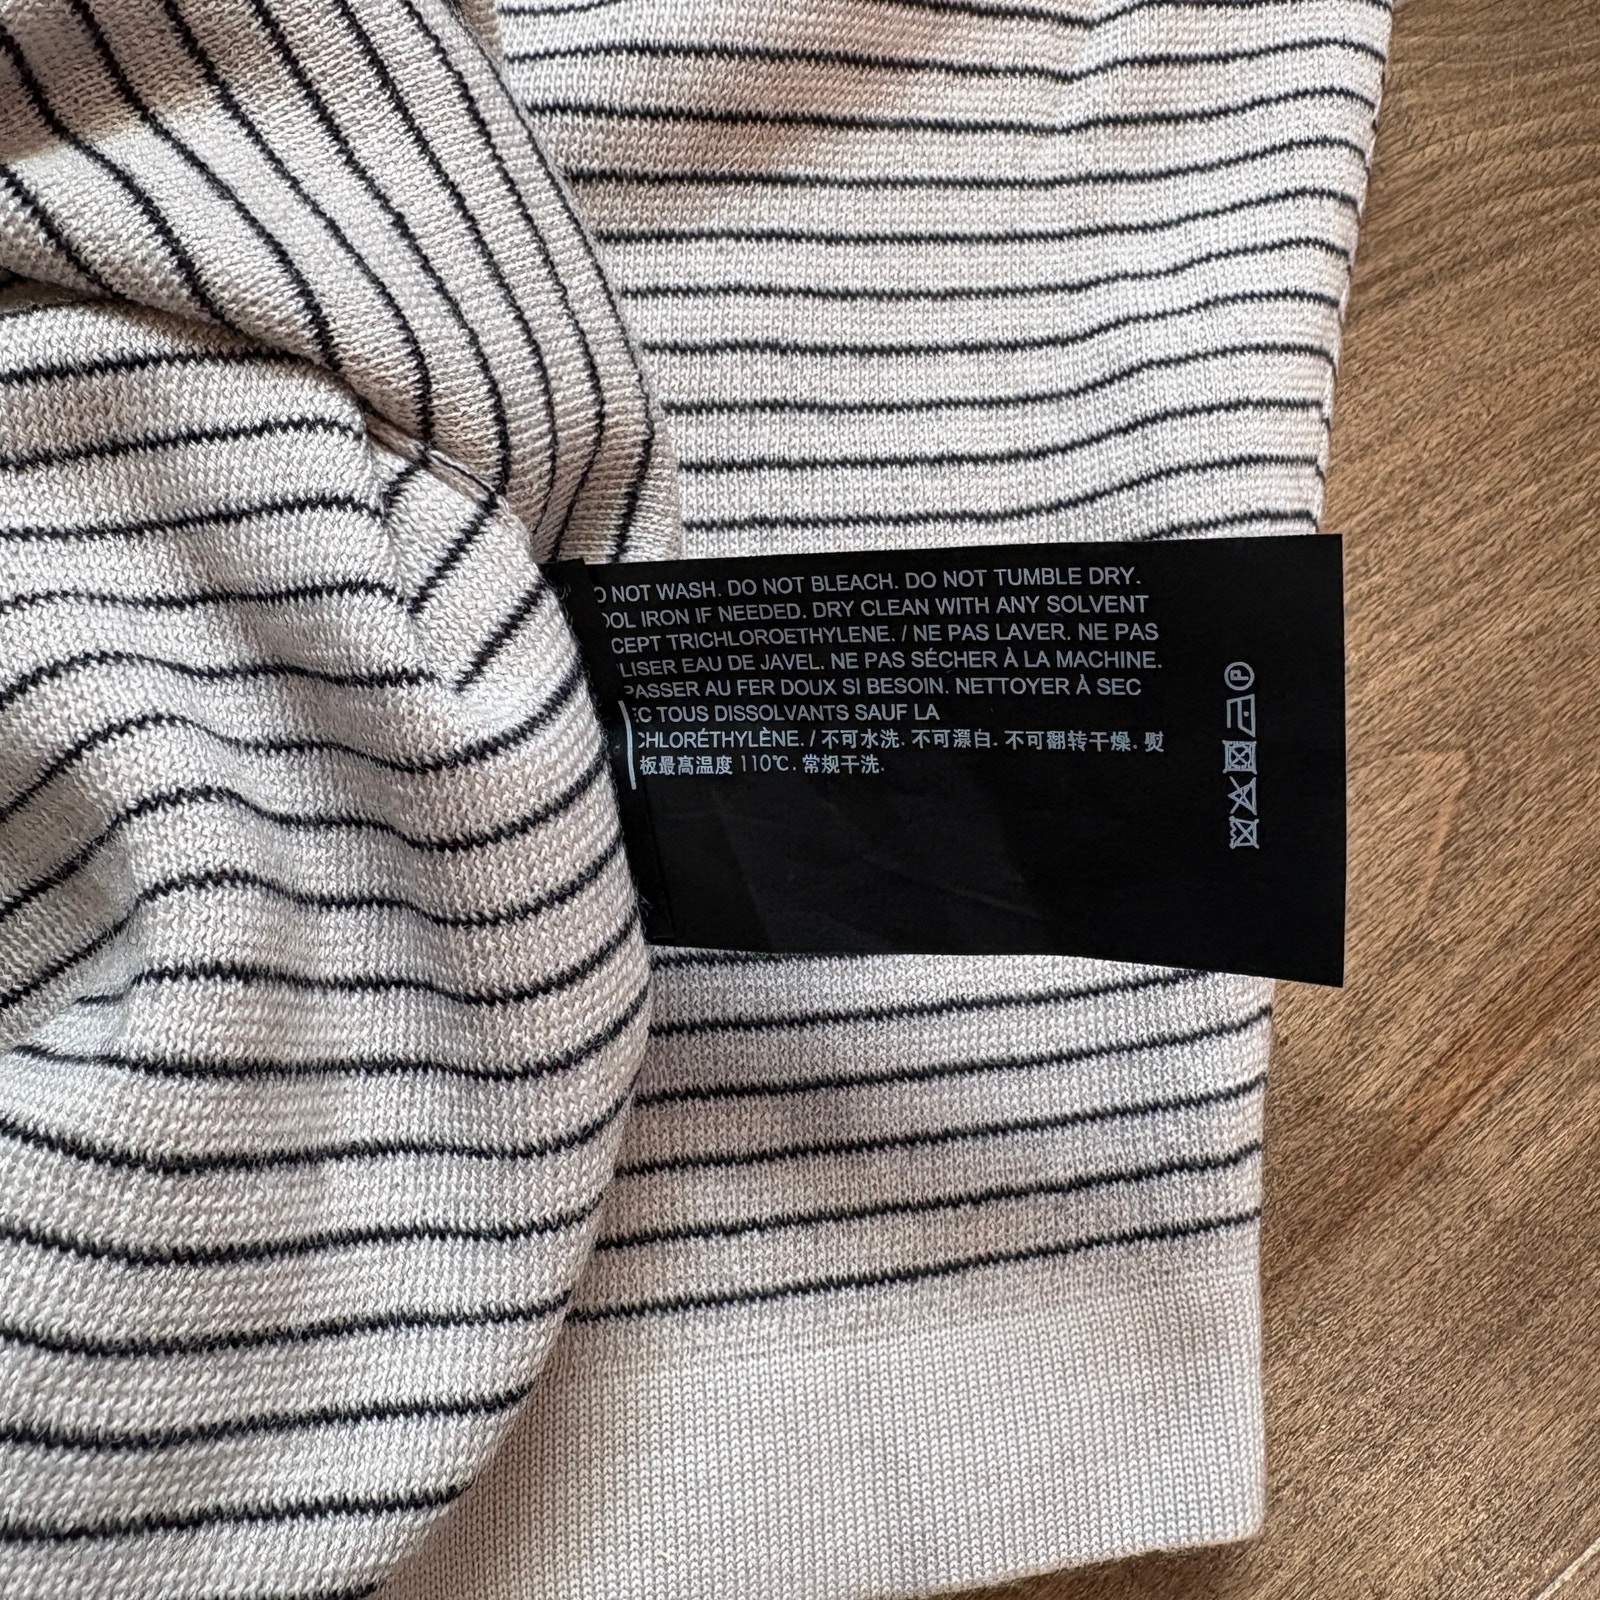 NOT WASH. DO NOT BLEACH. DO NOT TUMBLE DRY.
OOL IRON IF NEEDED. DRY CLEAN WITH ANY SOLVENT
CEPT TRICHLOROETHYLENE. / NE PAS LAVER. NE PAS
LISER EAU DE JAVEL. NE PAS SÉCHER À LA MACHINE.
PASSER AU FER DOUX SI BESOIN. NETTOYER À SEC
EC TOUS DISSOLVANTS SAUF LA
CHLORÉTHYLÈNE. / 不可水洗. 不可漂白. 不可翻转干燥. 熨
板最高温度 110℃. 常规干洗.
P